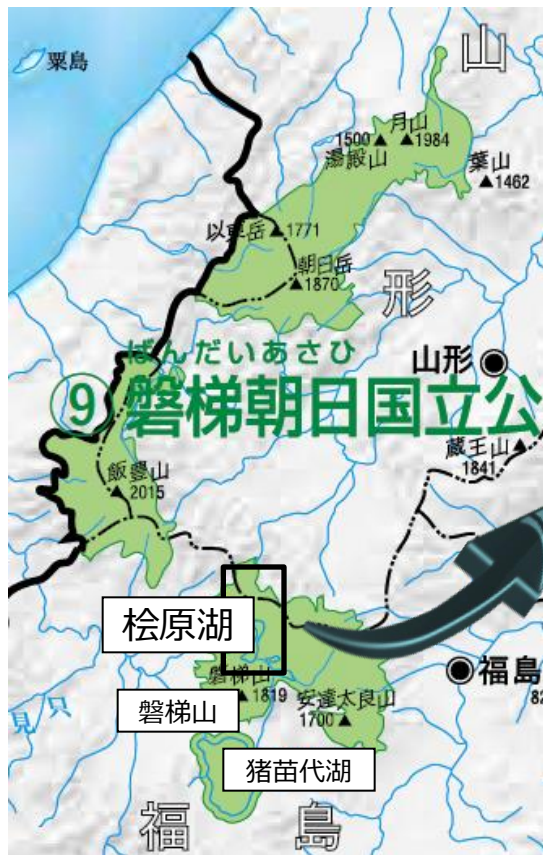 粟島
山
月山
1500▲ ▲1984
湯殿山
葉山
▲1462
以東岳▲1771
朝日岳
▲1870
形
ばんだいあさひ
⑨磐梯朝日国立公
山形
蔵王山▲
1841
飯豊山
▲2015
桧原湖
磐梯山
▲1819
安達太良山
1700▲
福島
82
磐梯山
只
見
猪苗代湖
福
島